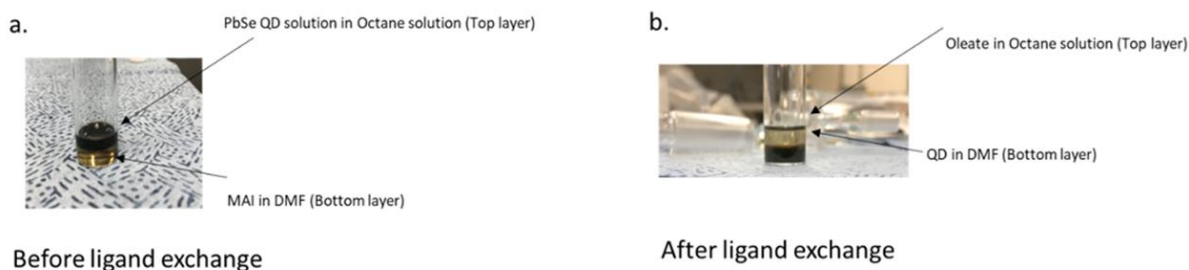 a.
PbSe QD solution in Octane solution (Top layer)
MAI in DMF (Bottom layer)
Before ligand exchange
b.
Oleate in Octane solution (Top layer)
QD in DMF (Bottom layer)
After ligand exchange